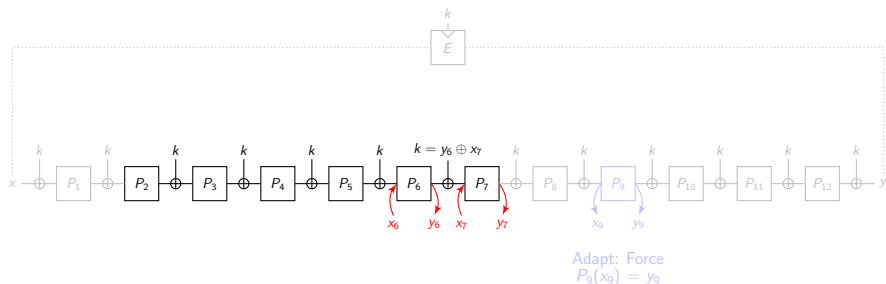 k
E
k k k k k k k = y₆ ⊕ x₇ k k k k k k
x P₁ P₂ P₃ P₄ P₅ P₆ P₇ P₈ P₉ P₁₀ P₁₁ P₁₂ y
x₆ y₆ x₇ y₇ x₉ y₉
Adapt: Force
P₉(x₉) = y₉